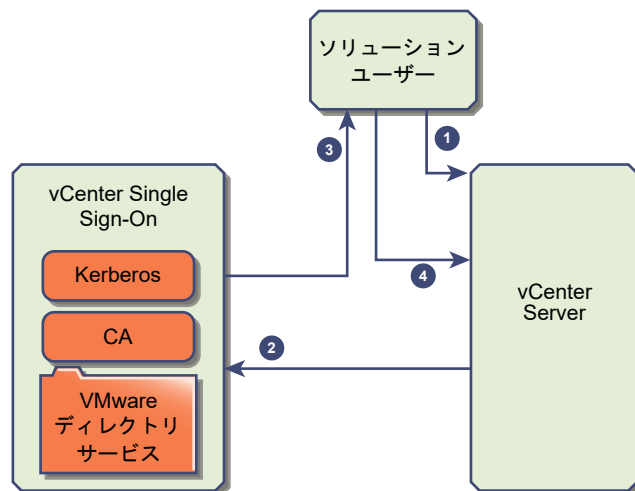 ソリューション
ユーザー
1
3
vCenter Single
Sign-On
Kerberos
4
vCenter
Server
CA
2
VMware
ディレクトリ
サービス